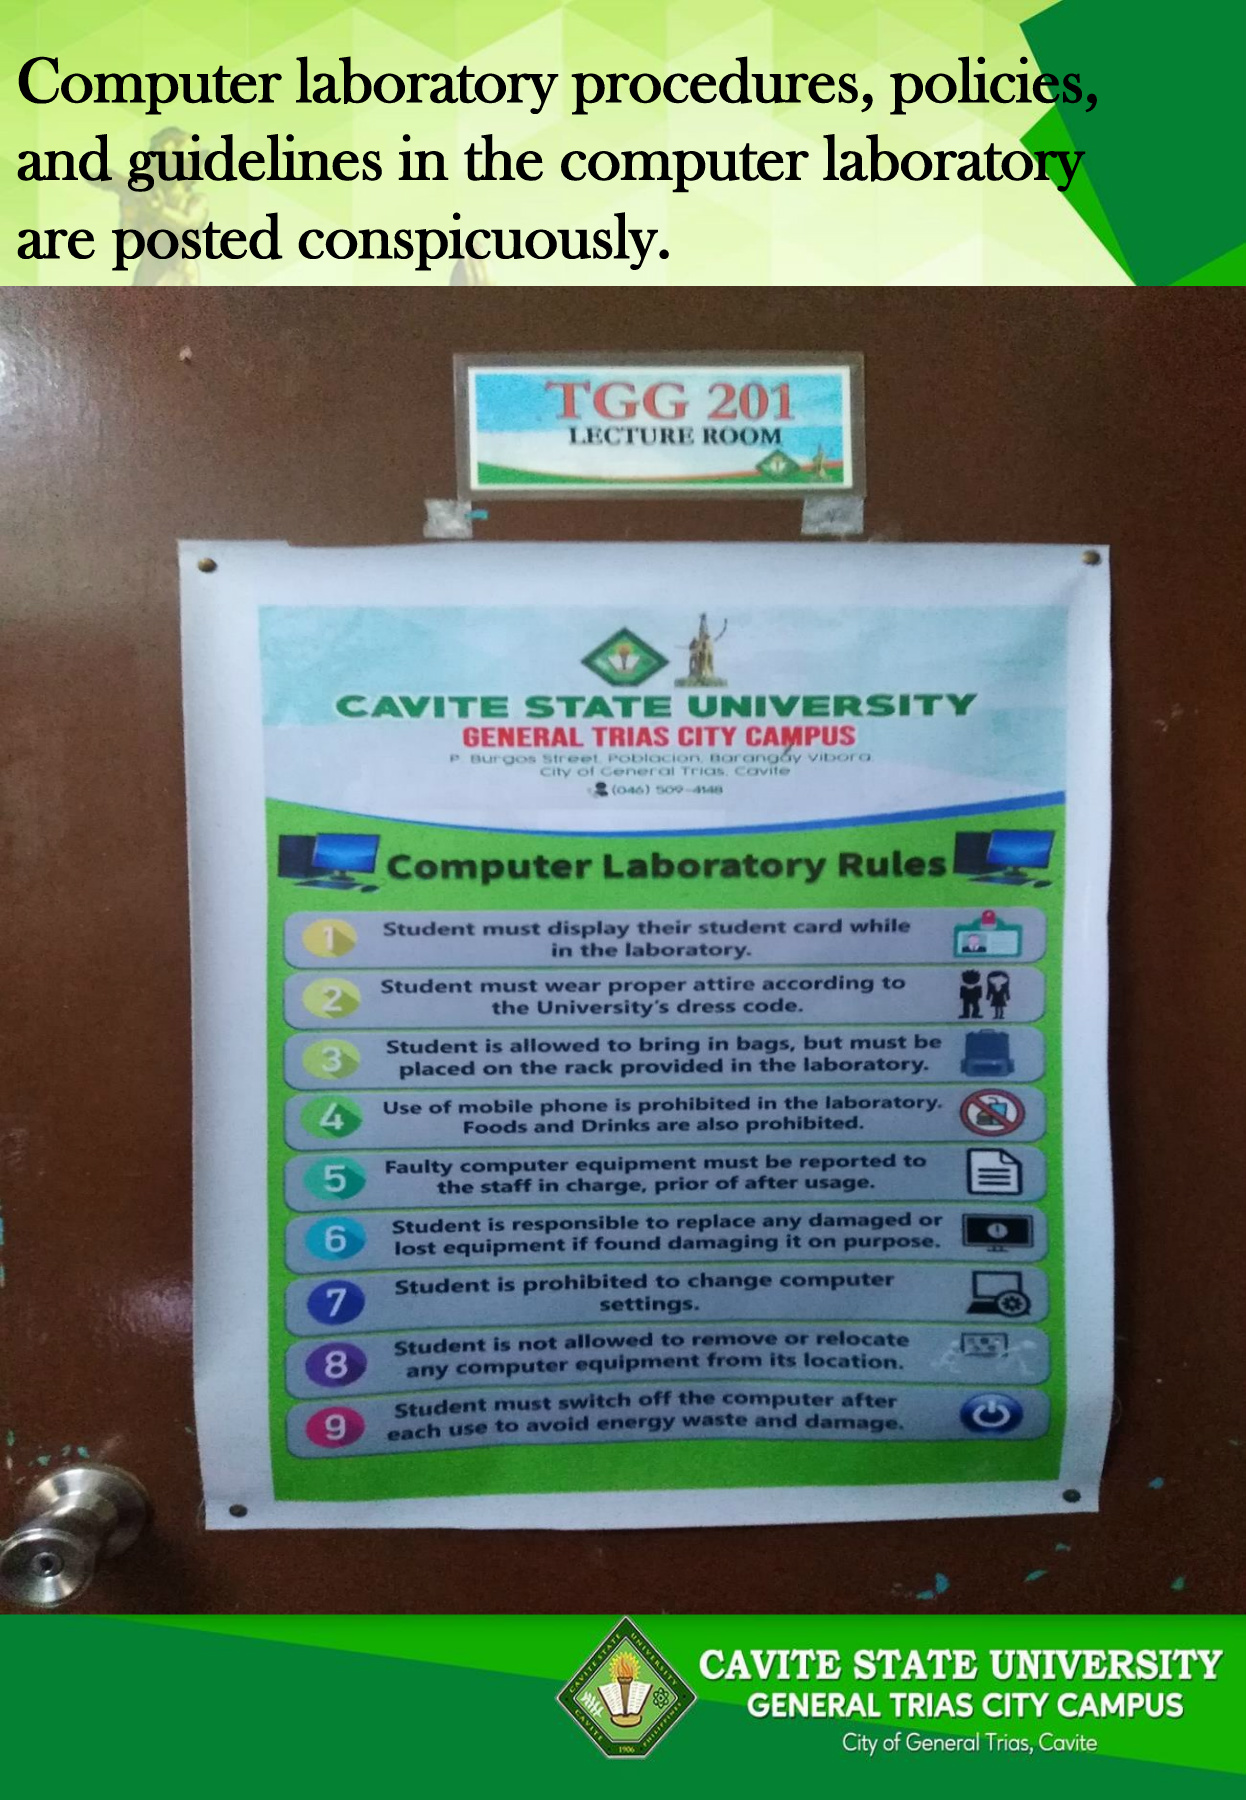 Computer laboratory procedures, policies,
and guidelines in the computer laboratory
are posted conspicuously.
TGG 201
LECTURE ROOM
CAVITE STATE UNIVERSITY
GENERAL TRIAS CITY CAMPUS
P. Burgos Street, Poblacion, Barangay Vibora
City of General Trias, Cavite
(046) 509-4148
Computer Laboratory Rules
1 Student must display their student card while
in the laboratory.
2 Student must wear proper attire according to
the University's dress code.
3 Student is allowed to bring in bags, but must be
placed on the rack provided in the laboratory.
4 Use of mobile phone is prohibited in the laboratory.
Foods and Drinks are also prohibited.
5 Faulty computer equipment must be reported to
the staff in charge, prior of after usage.
6 Student is responsible to replace any damaged or
lost equipment if found damaging it on purpose.
7 Student is prohibited to change computer
settings.
8 Student is not allowed to remove or relocate
any computer equipment from its location.
9 Student must switch off the computer after
each use to avoid energy waste and damage.
CAVITE STATE UNIVERSITY
CAVITE PHILIPPINES
1906
CAVITE STATE UNIVERSITY
GENERAL TRIAS CITY CAMPUS
City of General Trias, Cavite